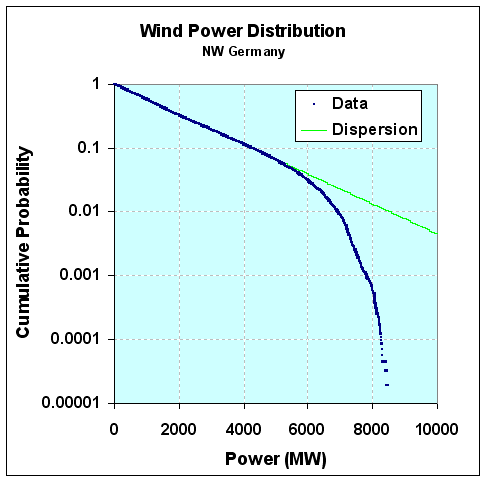 Wind Power Distribution
NW Germany
Data
Dispersion
Cumulative Probability
1
0.1
0.01
0.001
0.0001
0.00001
0 2000 4000 6000 8000 10000
Power (MW)